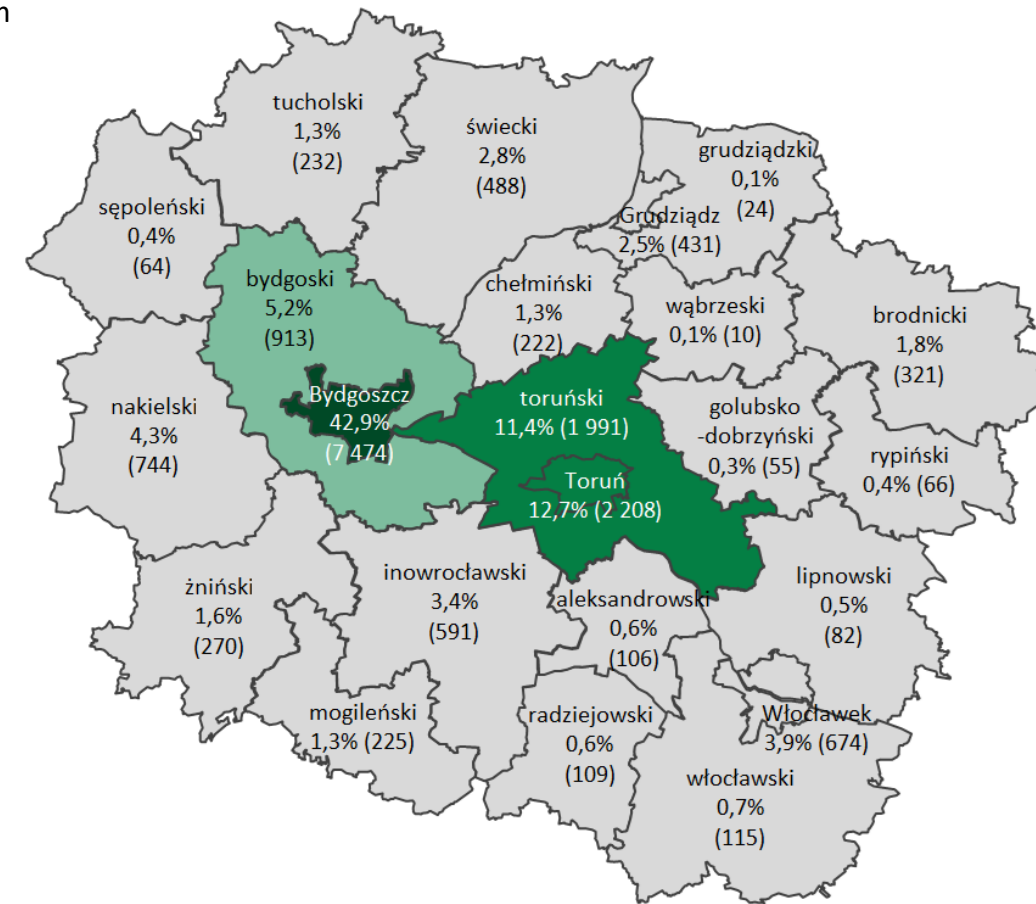 m
tucholski
1,3%
(232)
świecki
2,8%
(488)
grudziądzki
0,1%
(24)
Grudziądz
2,5% (431)
sępoleński
0,4%
(64)
bydgoski
5,2%
(913)
chełmiński
1,3%
(222)
wąbrzeski
0,1% (10)
brodnicki
1,8%
(321)
nakielski
4,3%
(744)
Bydgoszcz
42,9%
(7 474)
toruński
11,4% (1 991)
golubsko
-dobrzyński
0,3% (55)
rypiński
0,4% (66)
Toruń
12,7% (2 208)
żniński
1,6%
(270)
inowrocławski
3,4%
(591)
aleksandrowski
0,6%
(106)
lipnowski
0,5%
(82)
mogileński
1,3% (225)
radziejowski
0,6%
(109)
Włocławek
3,9% (674)
włocławski
0,7%
(115)